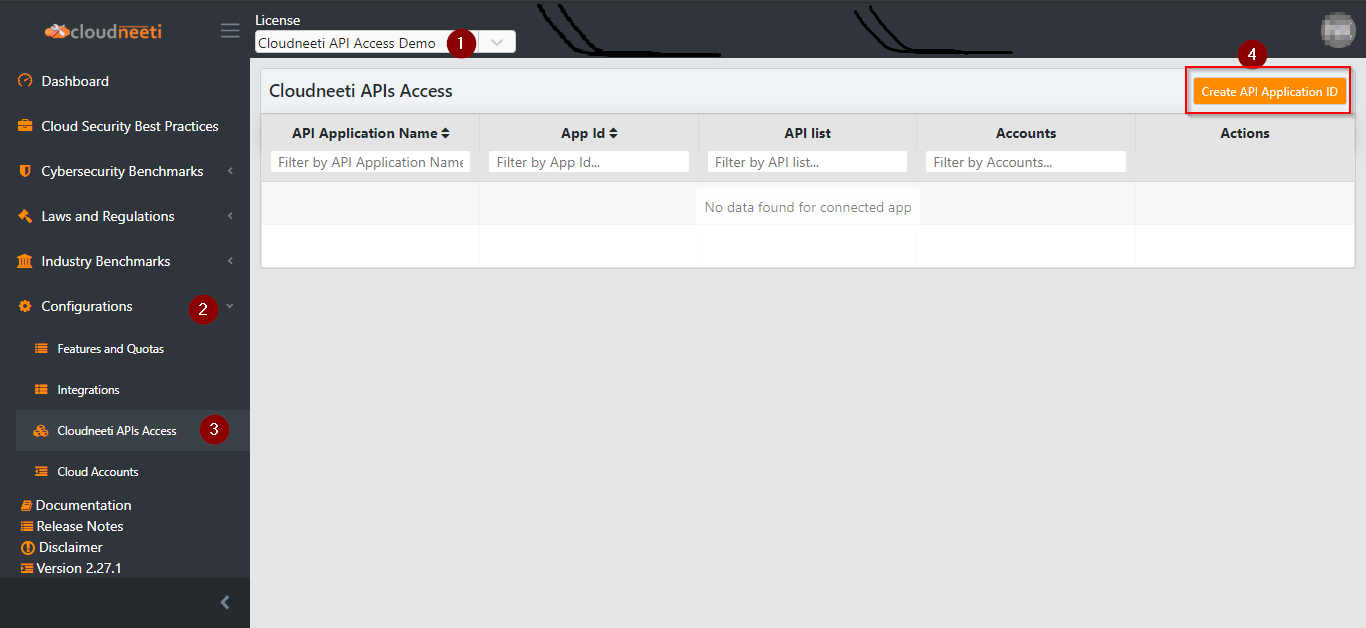 cloudneeti
License
Cloudneeti API Access Demo
1
4
Dashboard
Cloud Security Best Practices
Cybersecurity Benchmarks
Laws and Regulations
Industry Benchmarks
Configurations
2
Features and Quotas
Integrations
Cloudneeti APIs Access
3
Cloud Accounts
Documentation
Release Notes
Disclaimer
Version 2.27.1
Cloudneeti APIs Access
Create API Application ID
API Application Name App Id API list Accounts Actions
Filter by API Application Name Filter by App Id... Filter by API list... Filter by Accounts...
No data found for connected app